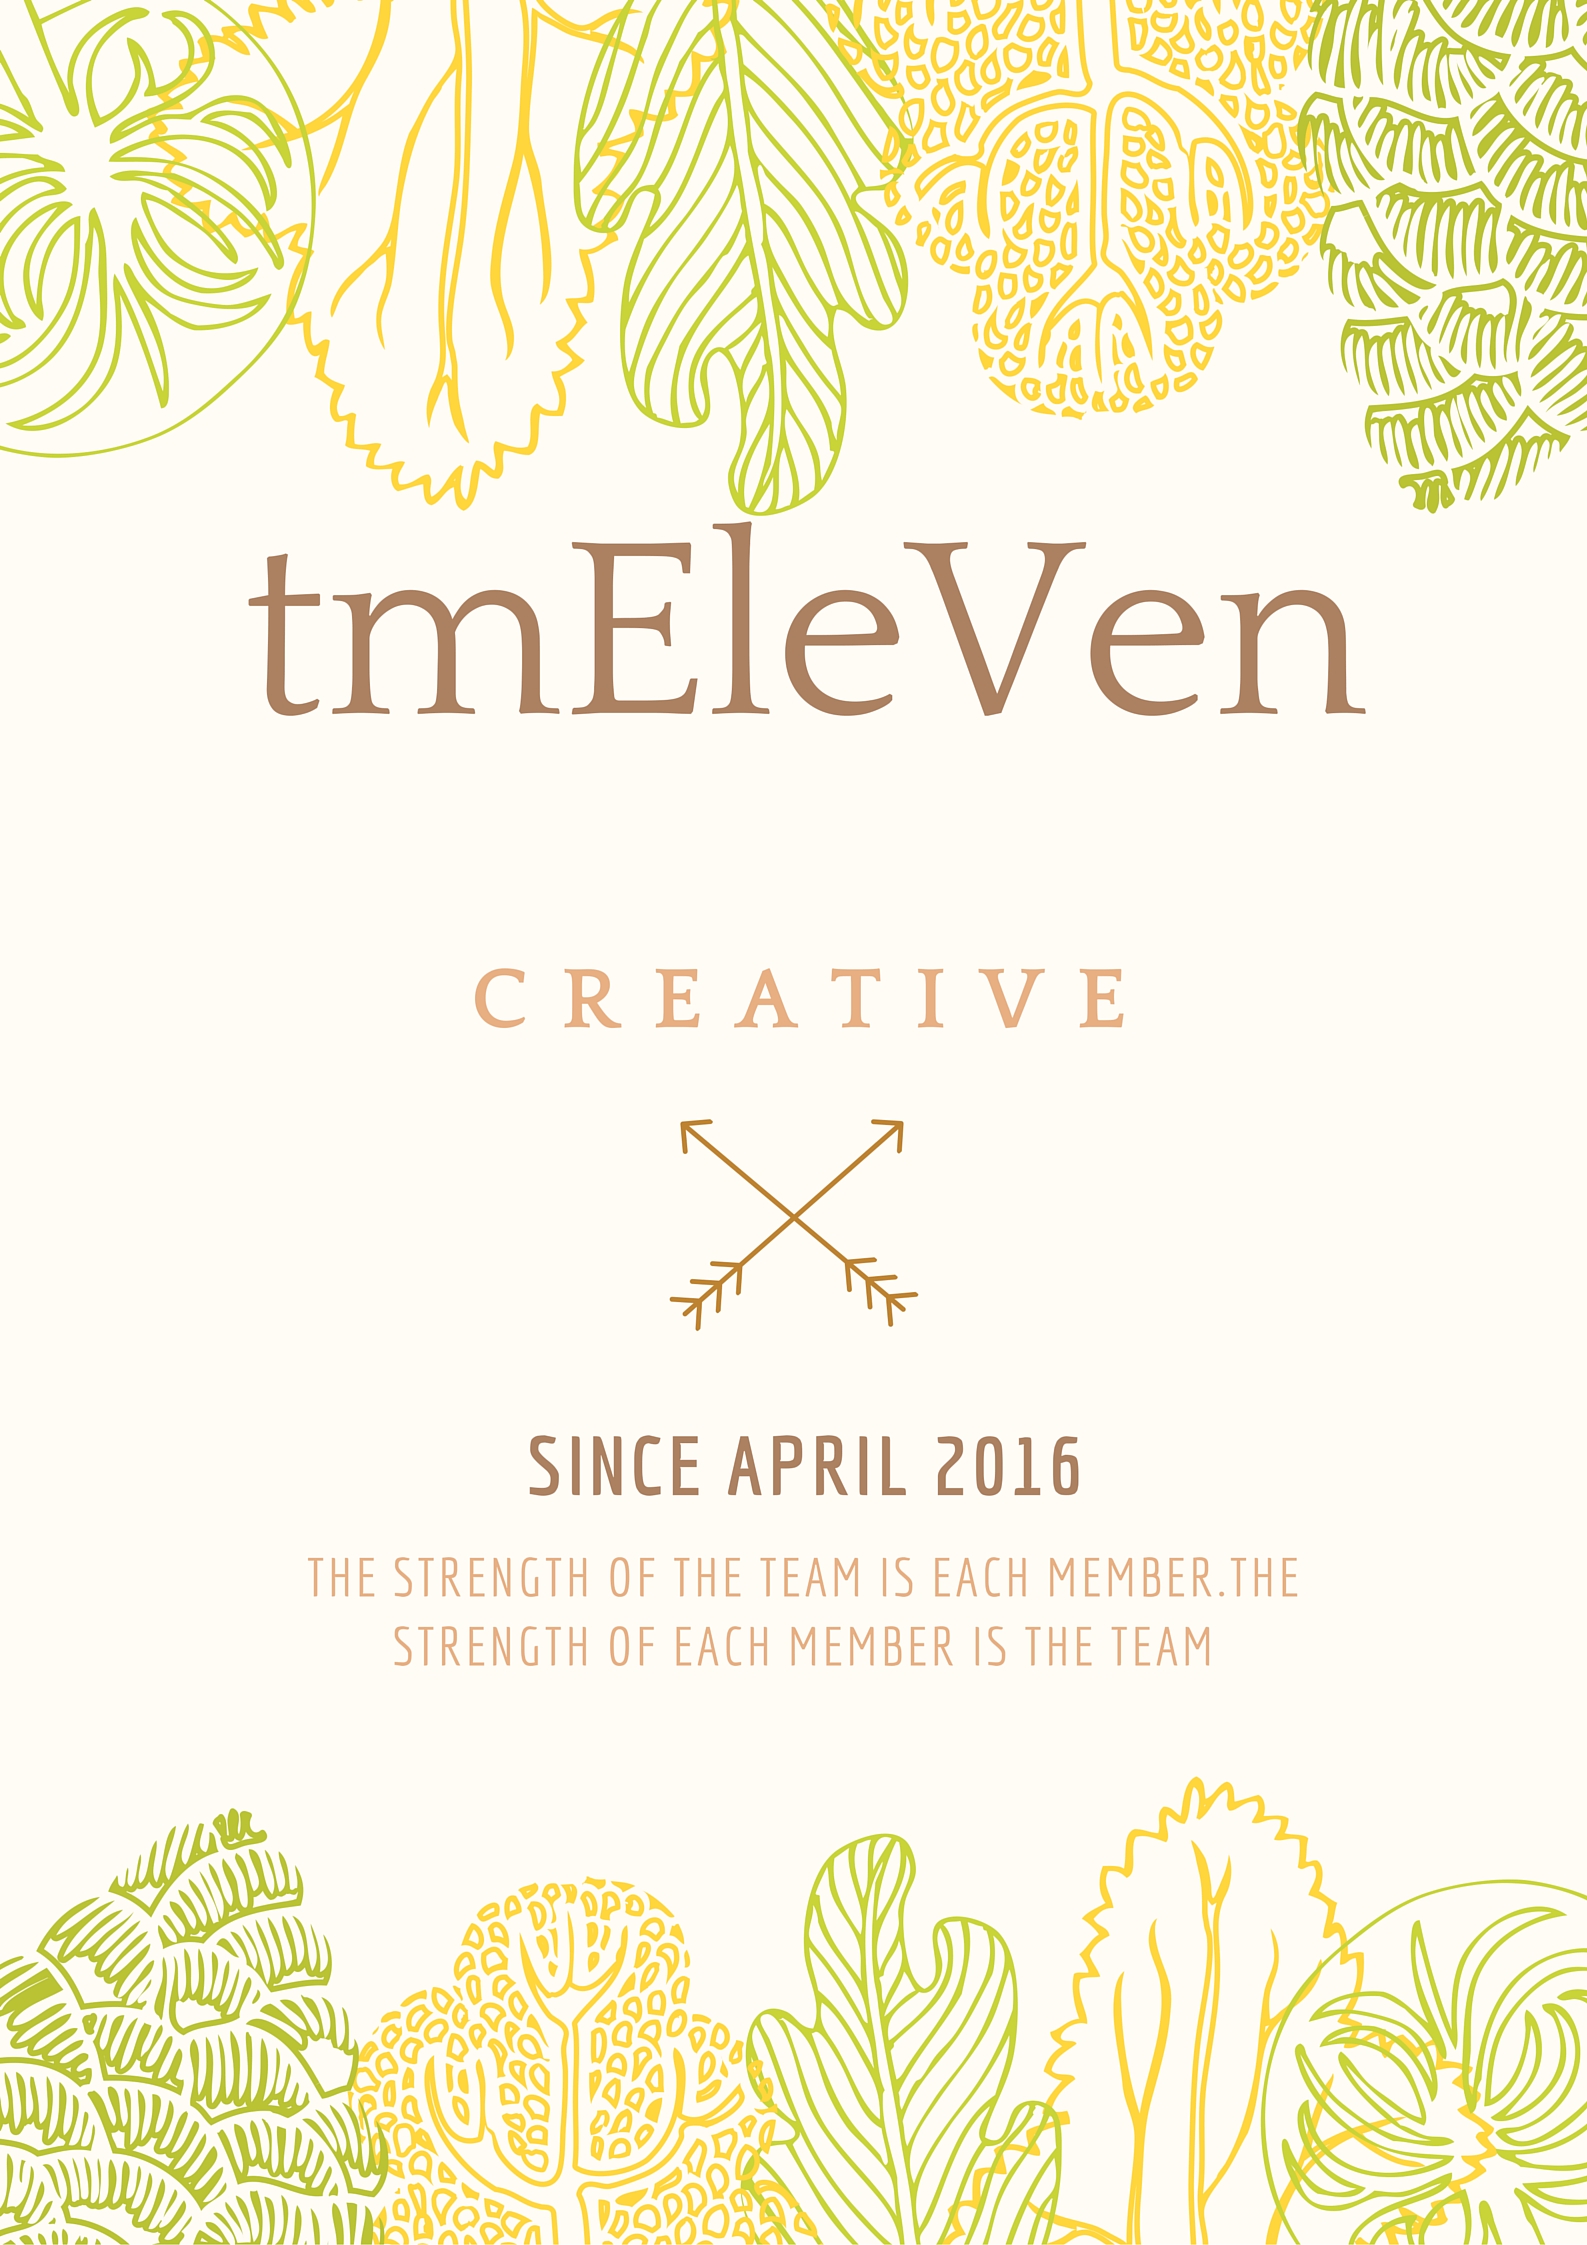 tmEleVen
CREATIVE
SINCE APRIL 2016
THE STRENGTH OF THE TEAM IS EACH MEMBER.THE
STRENGTH OF EACH MEMBER IS THE TEAM